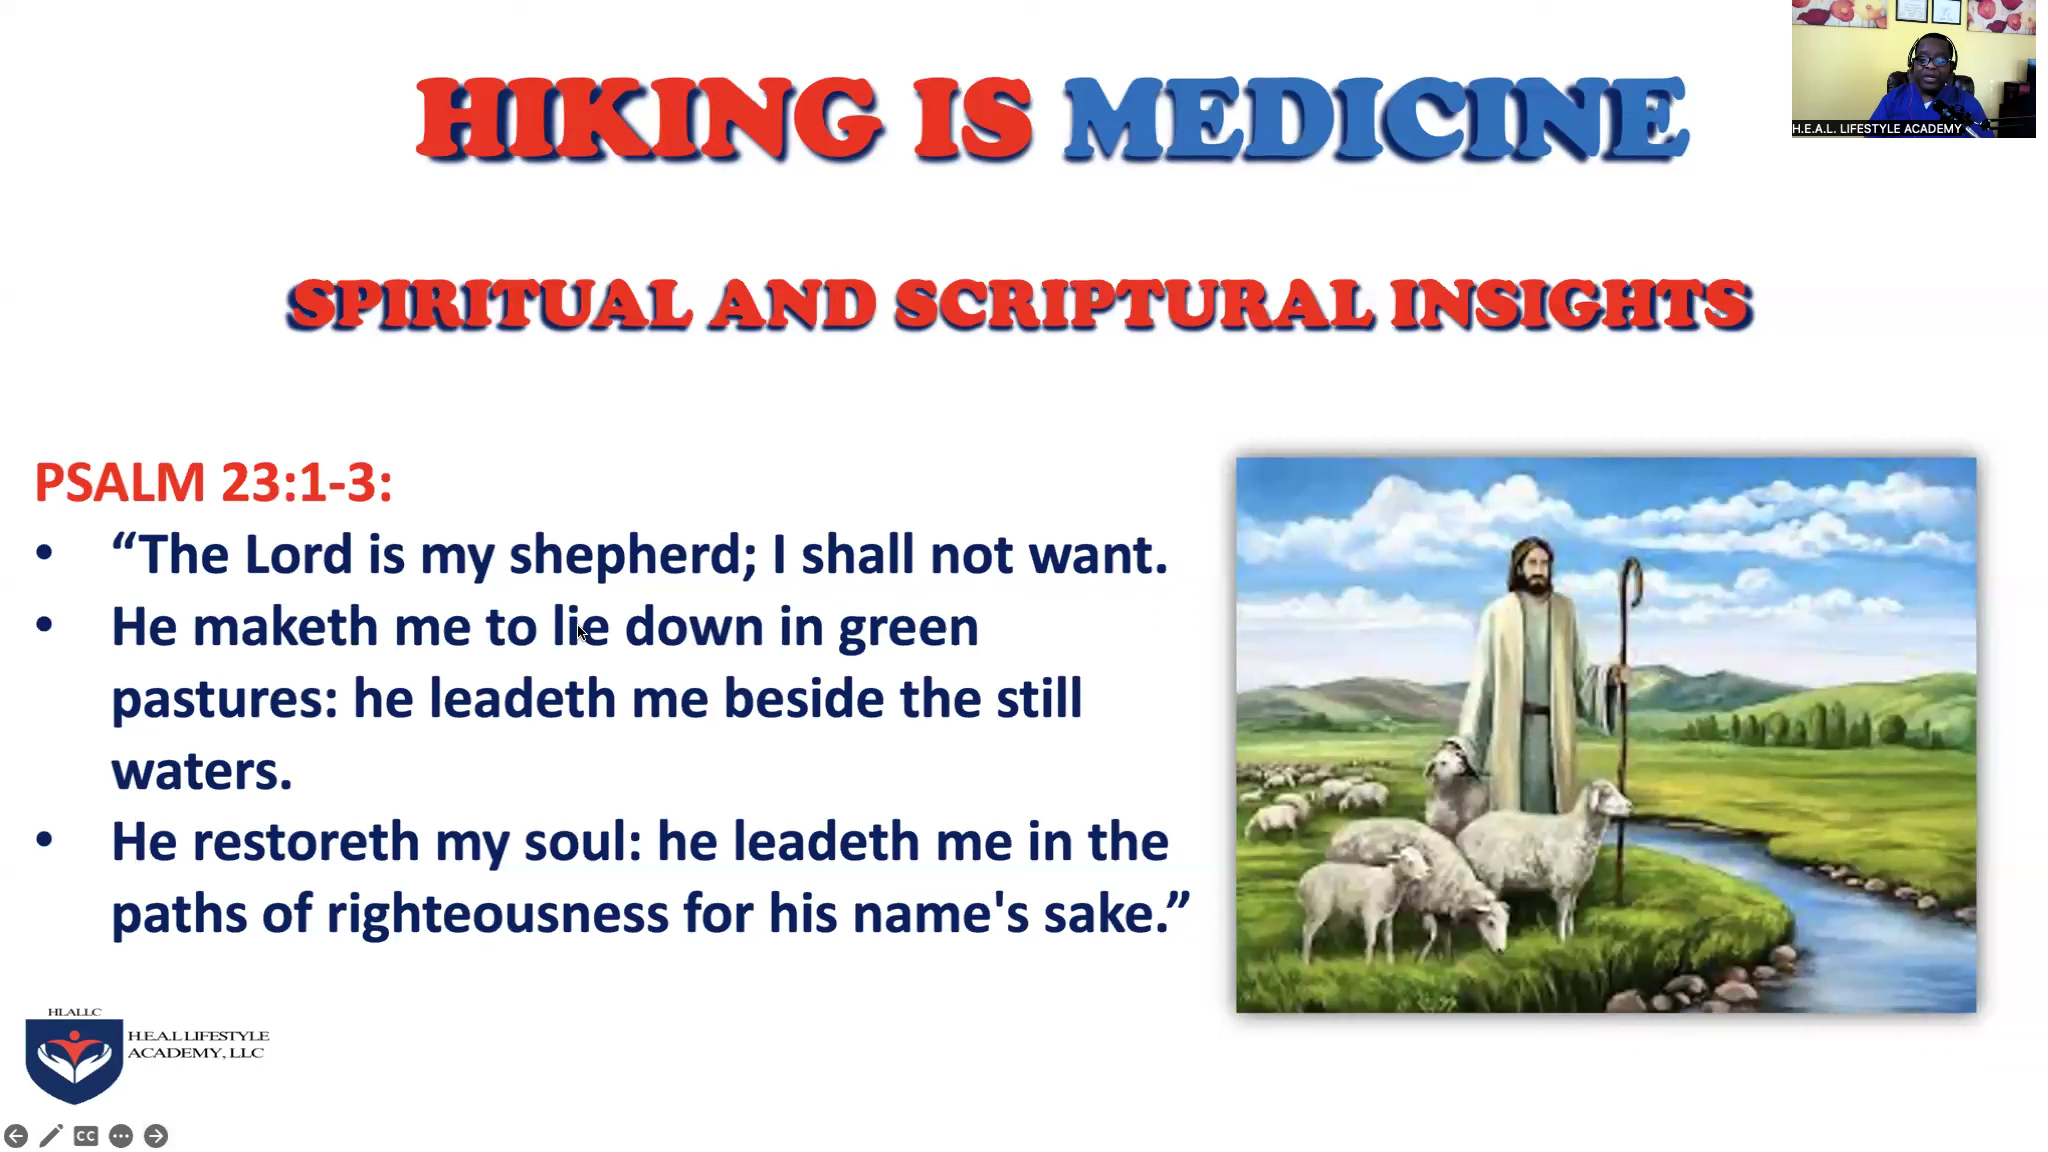 HIKING IS MEDICINE
H.E.A.L. LIFESTYLE ACADEMY
SPIRITUAL AND SCRIPTURAL INSIGHTS
PSALM 23:1-3:
• “The Lord is my shepherd; I shall not want.
• He maketh me to lie down in green
pastures: he leadeth me beside the still
waters.
• He restoreth my soul: he leadeth me in the
paths of righteousness for his name's sake.”
HLALLC
H.E.A.L LIFESTYLE
ACADEMY, LLC
CC